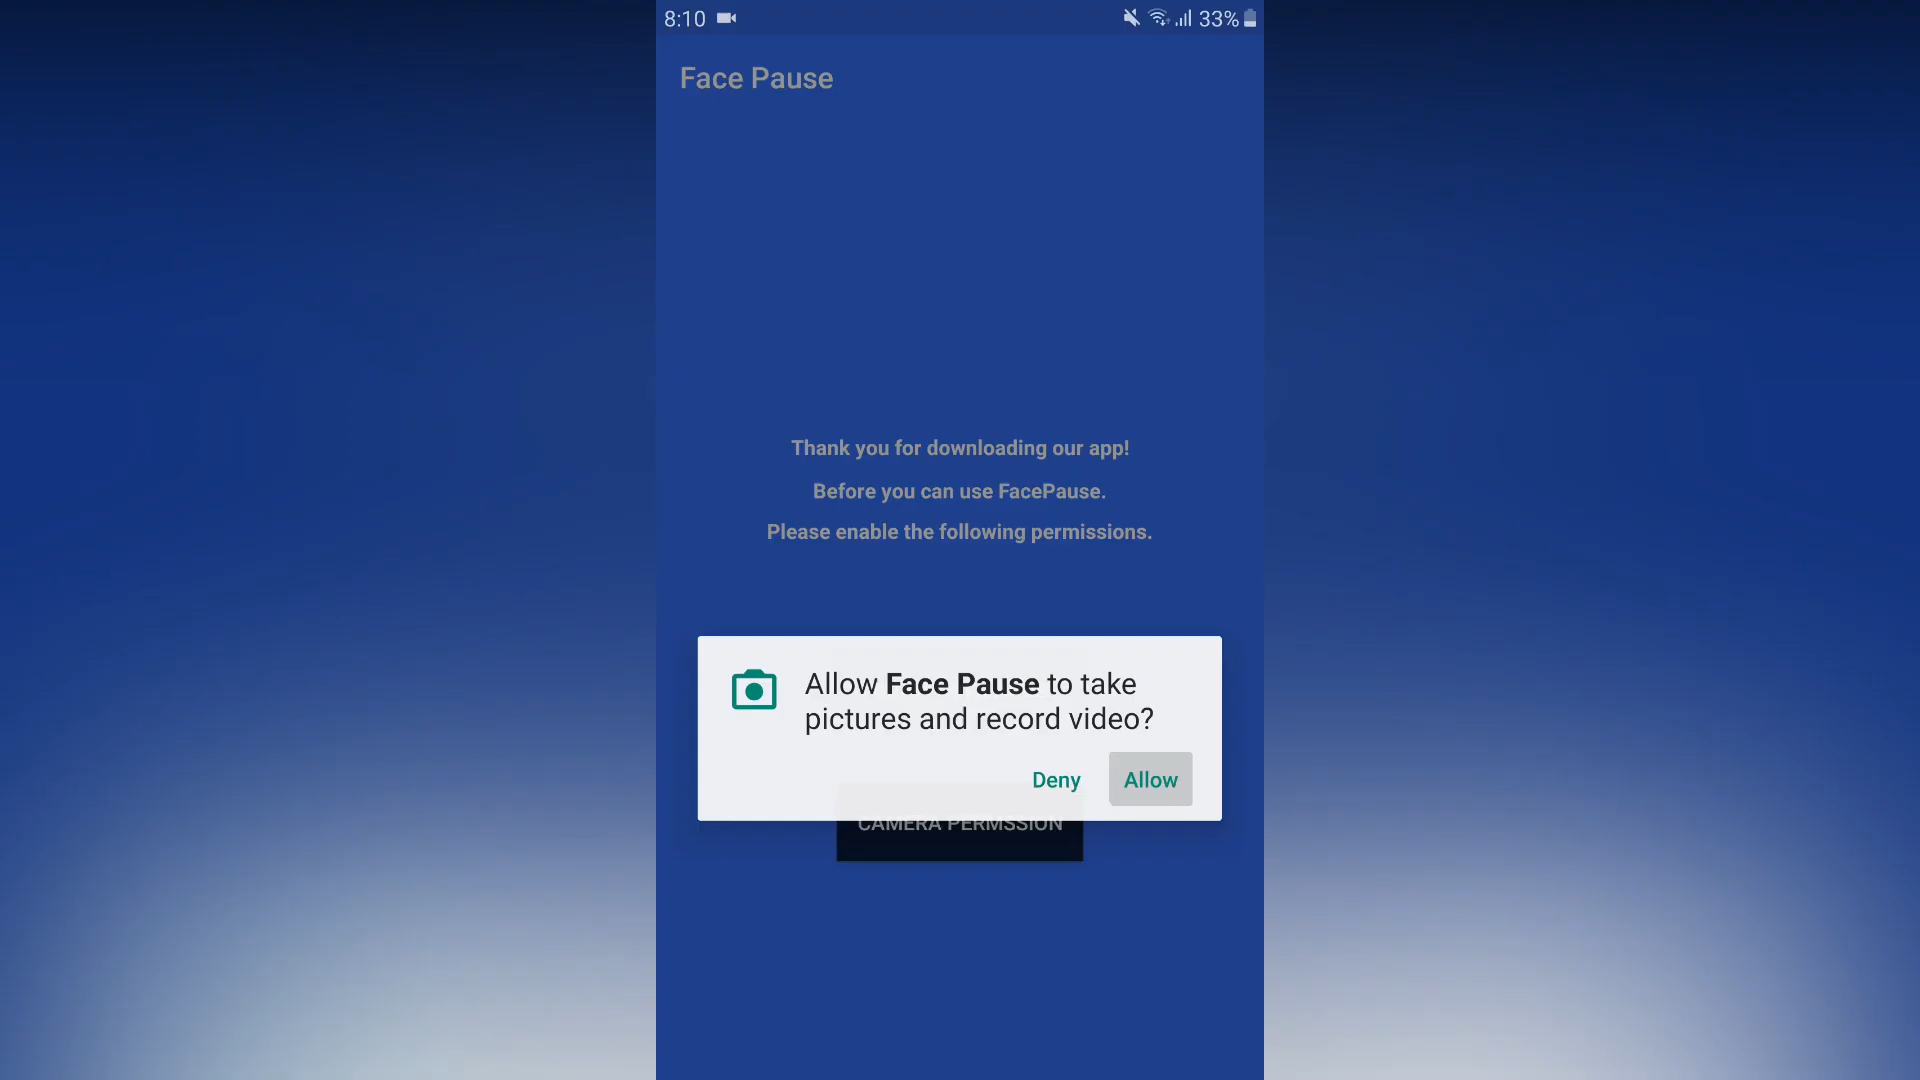 8:10
33%
Face Pause
Thank you for downloading our app!
Before you can use FacePause.
Please enable the following permissions.
Allow Face Pause to take
pictures and record video?
Deny Allow
CAMERA PERMSSION